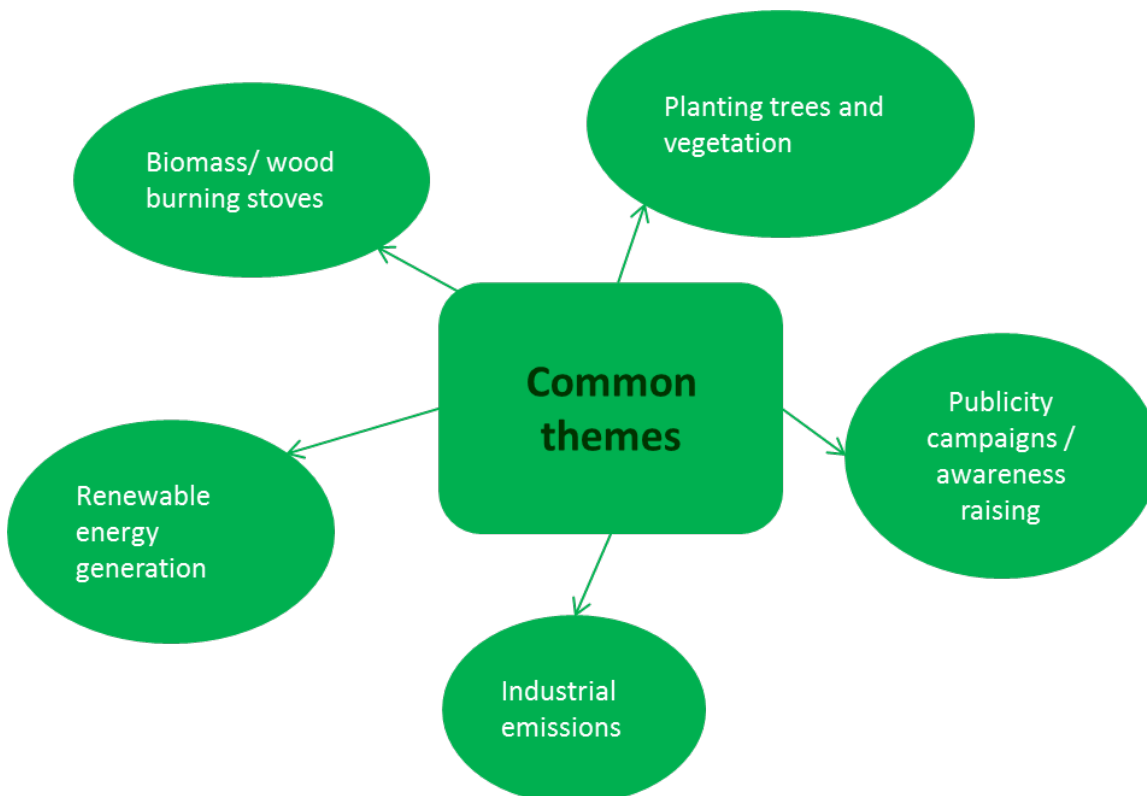 Planting trees and
vegetation
Biomass/ wood
burning stoves
Common
themes
Publicity
campaigns /
awareness
raising
Renewable
energy
generation
Industrial
emissions